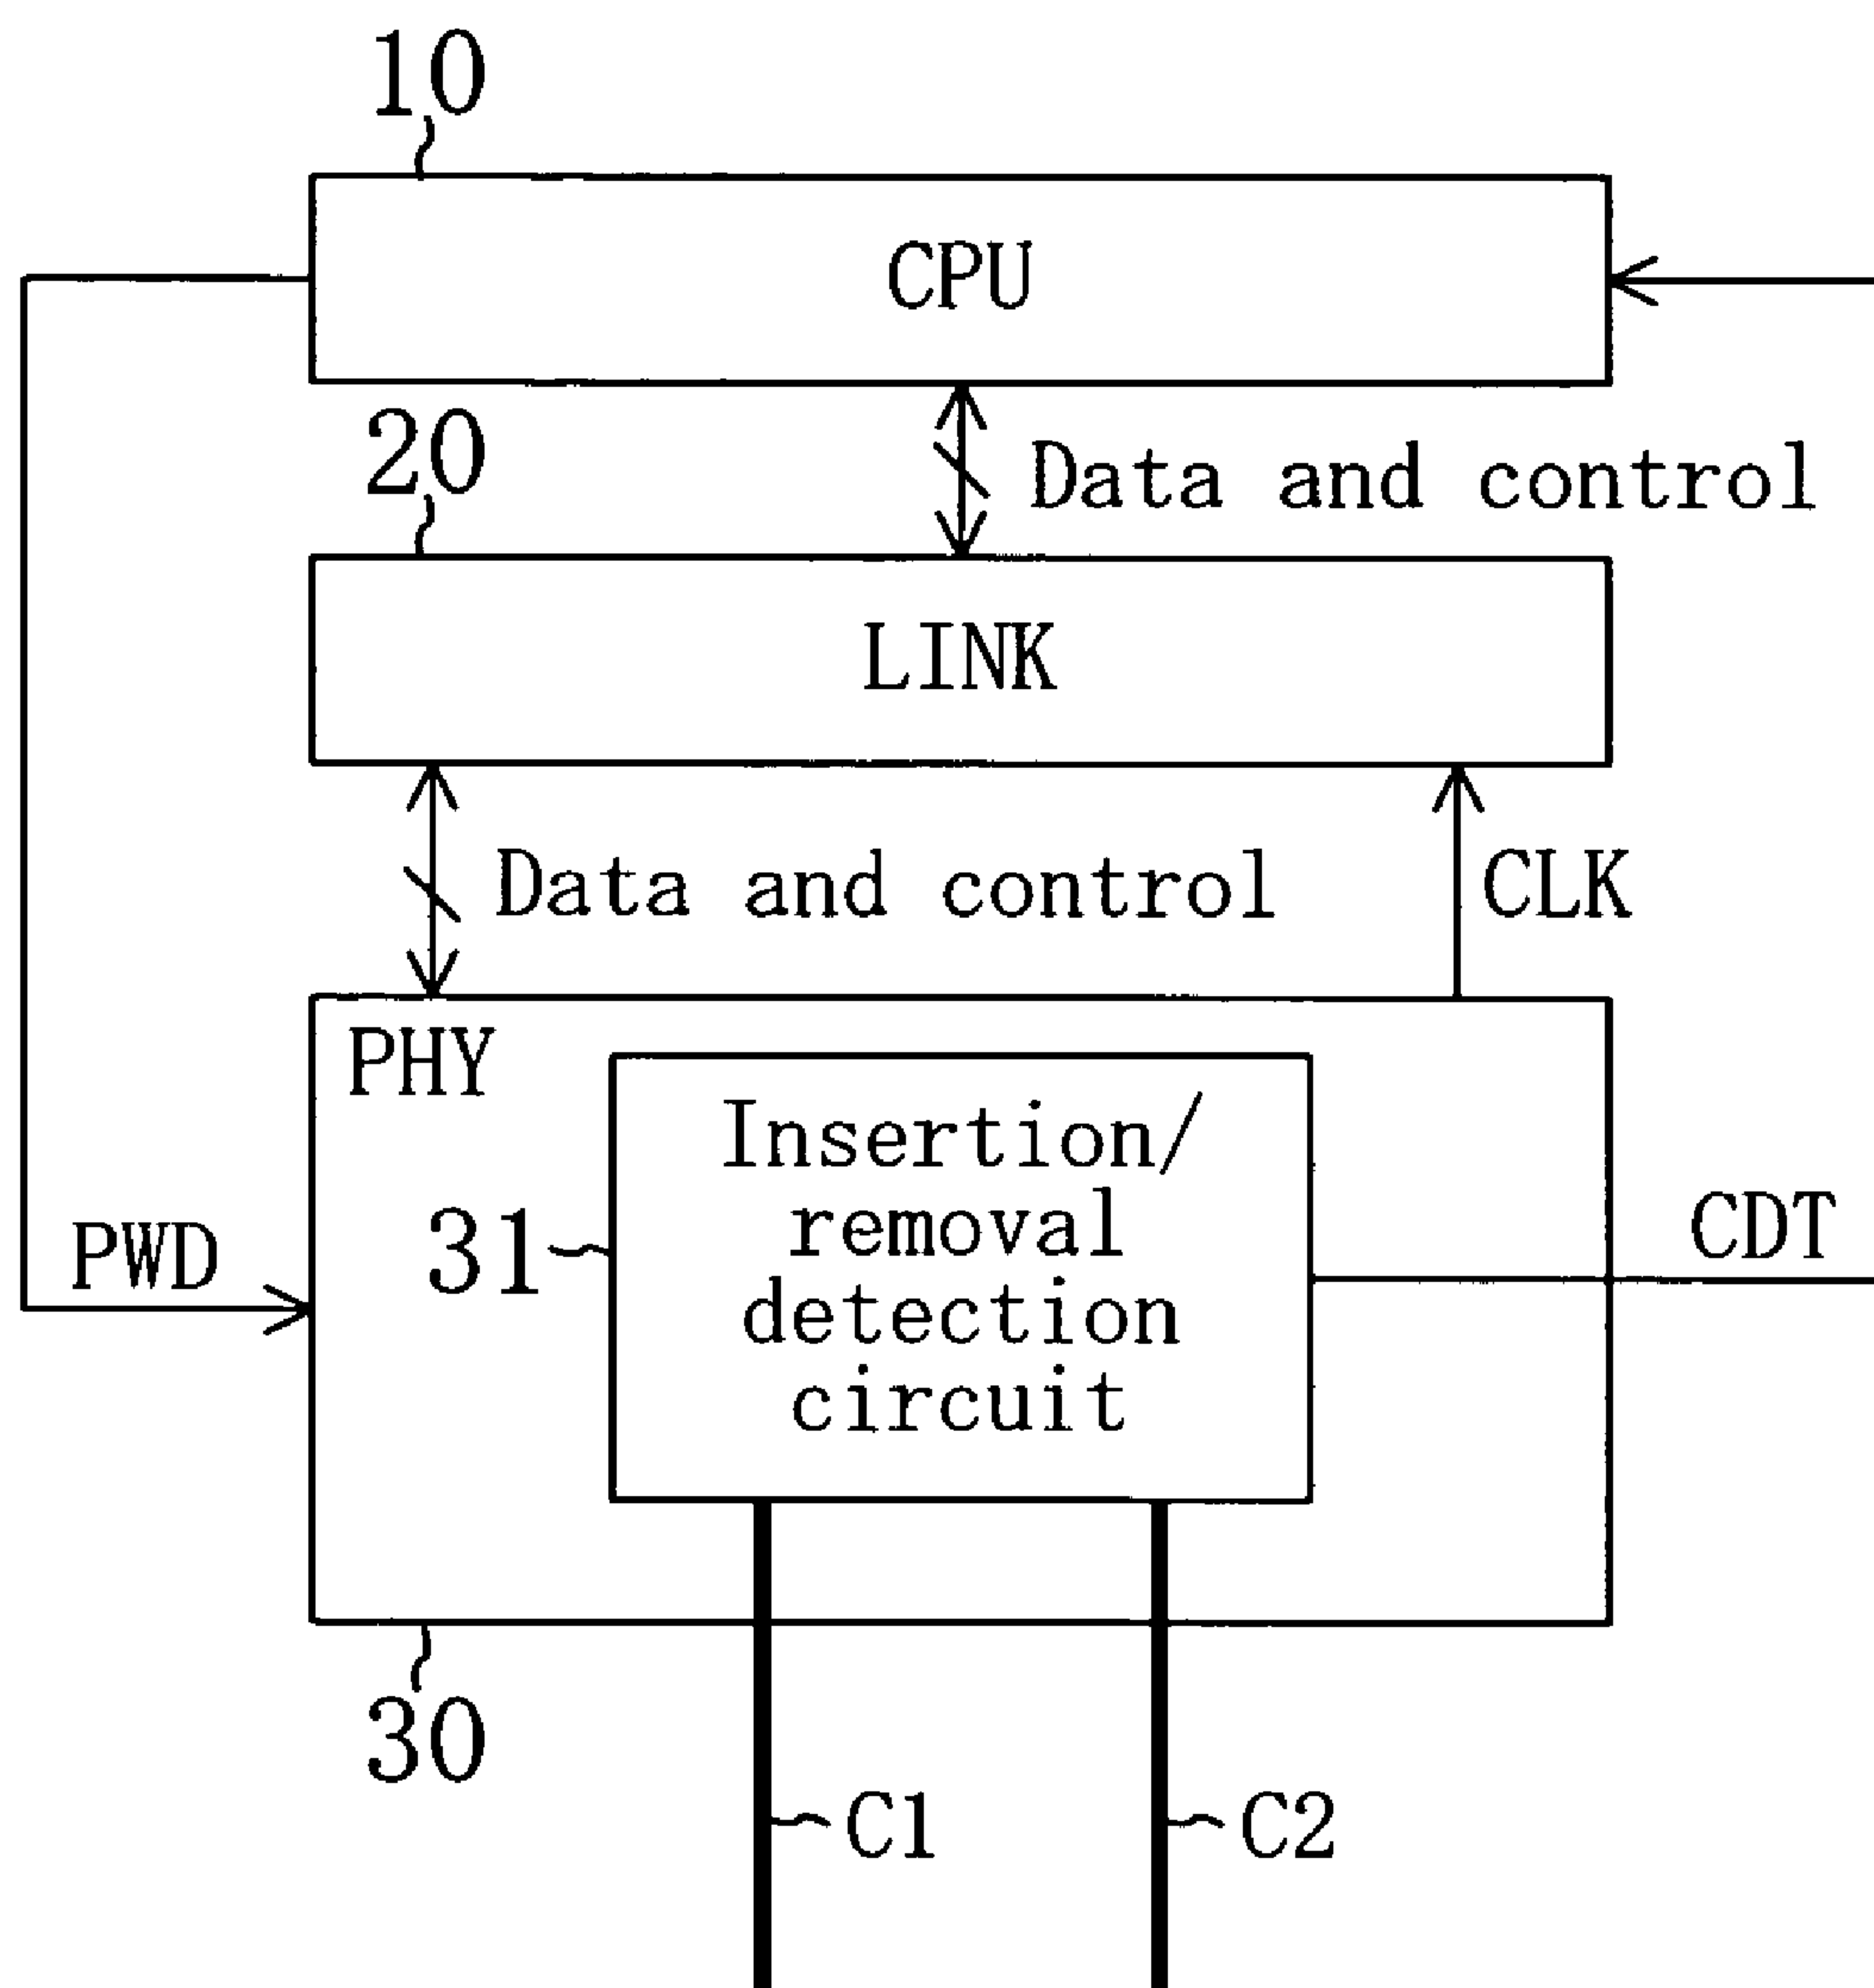 10
CPU
20
Data and control
LINK
Data and control
CLK
PHY
Insertion/
removal
detection
circuit
31
PWD
CDT
30
C1
C2